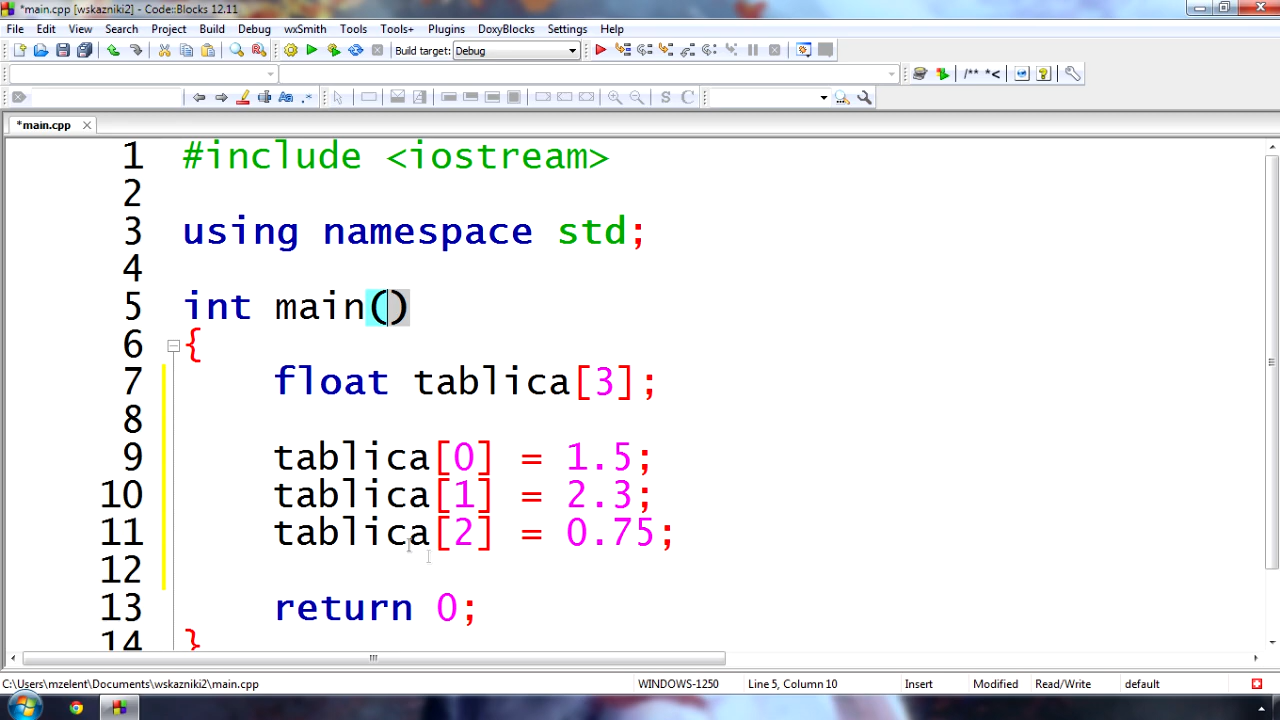 *main.cpp [wskazniki2] - Code::Blocks 12.11
File Edit View Search Project Build Debug wxSmith Tools Tools+ Plugins DoxyBlocks Settings Help
Build target: Debug
/** *<
S C
*main.cpp
1 #include <iostream>
2
3 using namespace std;
4
5 int main()
6 {
7 float tablica[3];
8
9 tablica[0] = 1.5;
10 tablica[1] = 2.3;
11 tablica[2] = 0.75;
12
13 return 0;
14 }
C:\Users\mzelent\Documents\wskazniki2\main.cpp WINDOWS-1250 Line 5, Column 10 Insert Modified Read/Write default